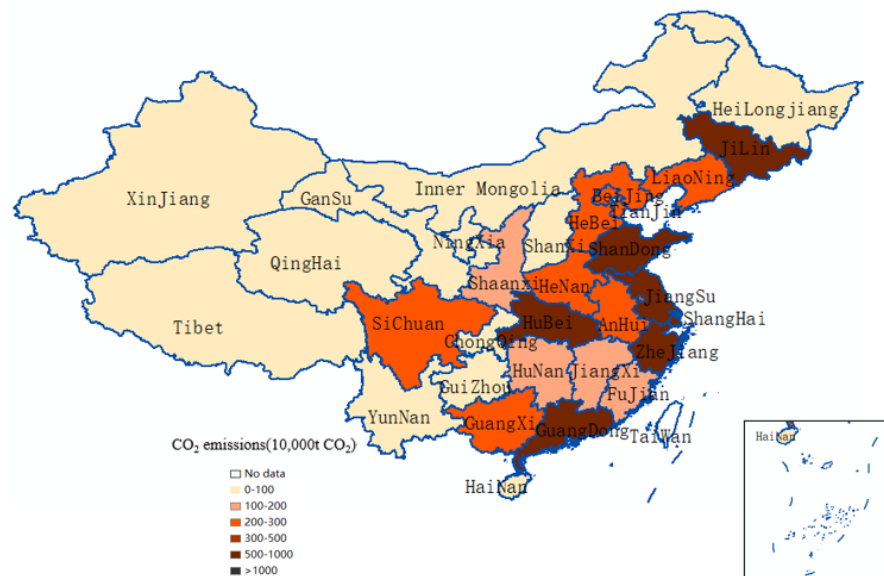 HeiLongjiang
JiLin
LiaoNing
XinJiang
GanSu
Inner Mongolia
BeiJing
TianJin
HeBei
NingXia
ShanXi
ShanDong
QingHai
Shaanxi
HeNan
JiangSu
Tibet
SiChuan
HuBei
AnHui
ShangHai
ChongQing
ZheJiang
HuNan
JiangXi
GuiZhou
FuJian
YunNan
GuangXi
GuangDong
TaiWan
HaiNan
HaiNan
CO₂ emissions(10,000t CO₂)
No data
0-100
100-200
200-300
300-500
500-1000
>1000